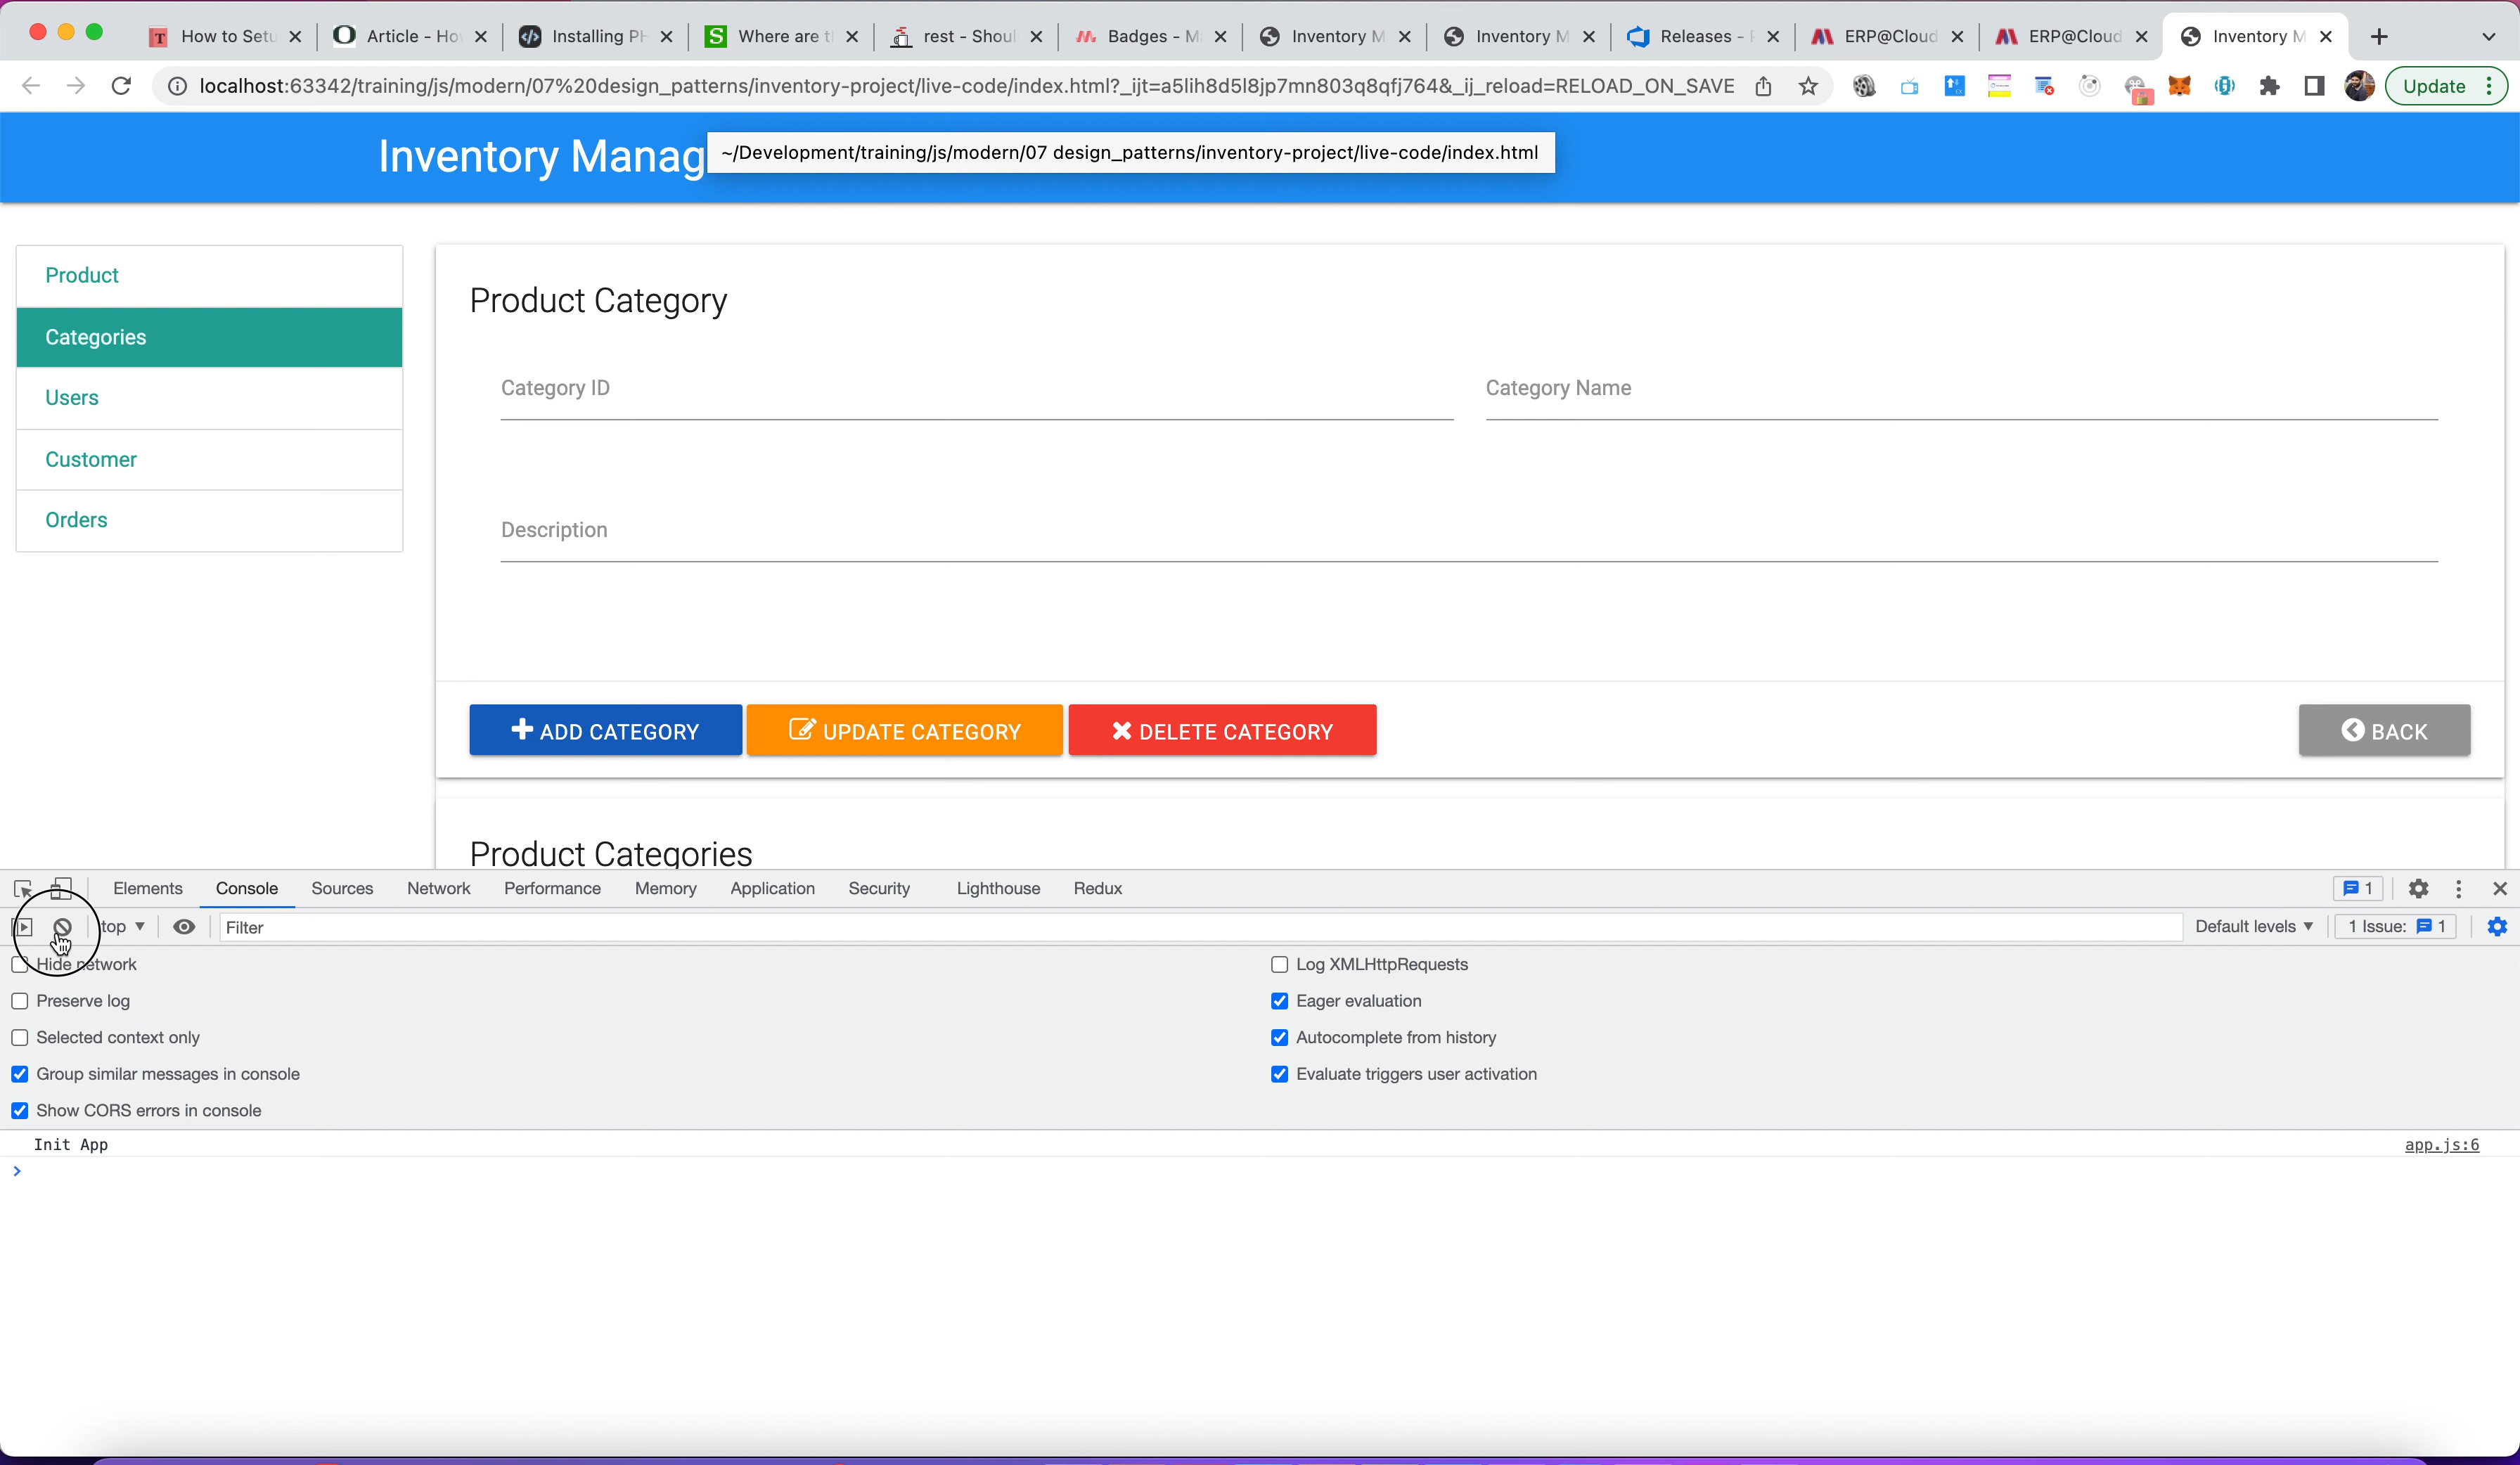 How to Setu
Article - Ho
Installing PH
Where are t
rest - Shoul
Badges - M
Inventory M
Inventory M
Releases - P
ERP@Cloud
ERP@Cloud
Inventory M
localhost:63342/training/js/modern/07%20design_patterns/inventory-project/live-code/index.html?_ijt=a5lih8d5l8jp7mn803q8qfj764&_ij_reload=RELOAD_ON_SAVE
Update
Inventory Manag
~/Development/training/js/modern/07 design_patterns/inventory-project/live-code/index.html
Product
Categories
Users
Customer
Orders
Product Category
Category ID
Category Name
Description
ADD CATEGORY
UPDATE CATEGORY
DELETE CATEGORY
BACK
Product Categories
Elements Console Sources Network Performance Memory Application Security Lighthouse Redux
1
top
Filter
Default levels
1 Issue: 1
Hide network
Log XMLHttpRequests
Preserve log
Eager evaluation
Selected context only
Autocomplete from history
Group similar messages in console
Evaluate triggers user activation
Show CORS errors in console
Init App
app.js:6